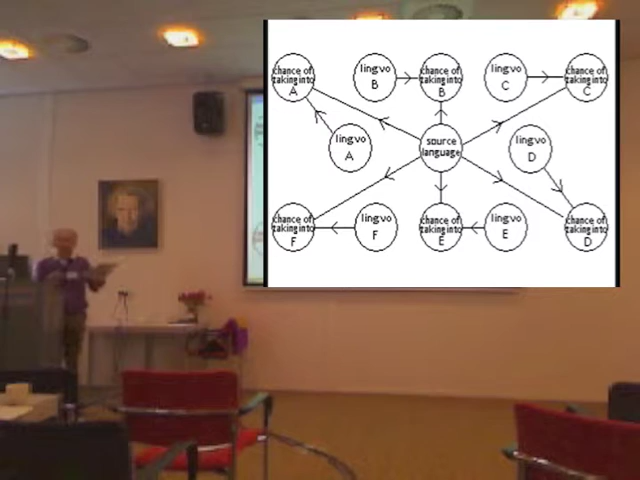 chance of
taking into
A
lingvo
B
chance of
taking into
B
lingvo
C
chance of
taking into
C
lingvo
A
source
language
lingvo
D
chance of
taking into
F
lingvo
F
chance of
taking into
E
lingvo
E
chance of
taking into
D